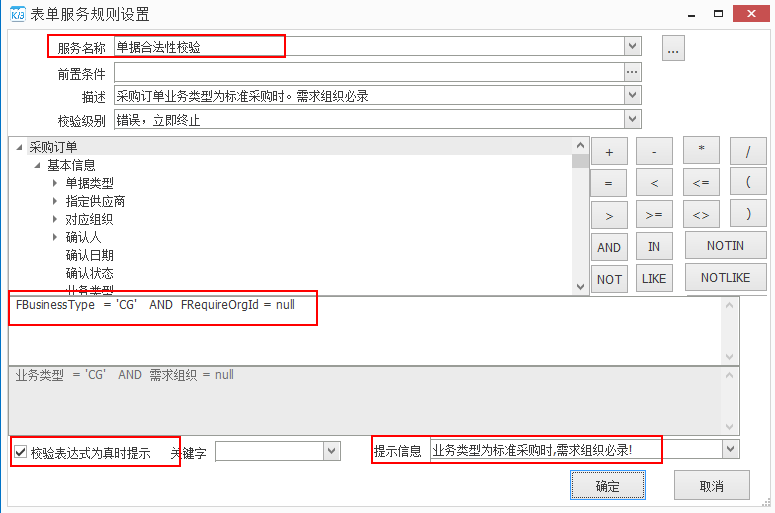 K/3 表单服务规则设置
服务名称 单据合法性校验 ...
前置条件 ...
描述 采购订单业务类型为标准采购时。需求组织必录
校验级别 错误，立即终止
采购订单
基本信息
单据类型
指定供应商
对应组织
确认人
确认日期
确认状态
业务类型
+ - * /
= < <= (
> >= <> )
AND IN NOTIN
NOT LIKE NOTLIKE
FBusinessType = 'CG' AND FRequireOrgId = null
业务类型 = 'CG' AND 需求组织 = null
校验表达式为真时提示 关键字 提示信息 业务类型为标准采购时,需求组织必录!
确定 取消